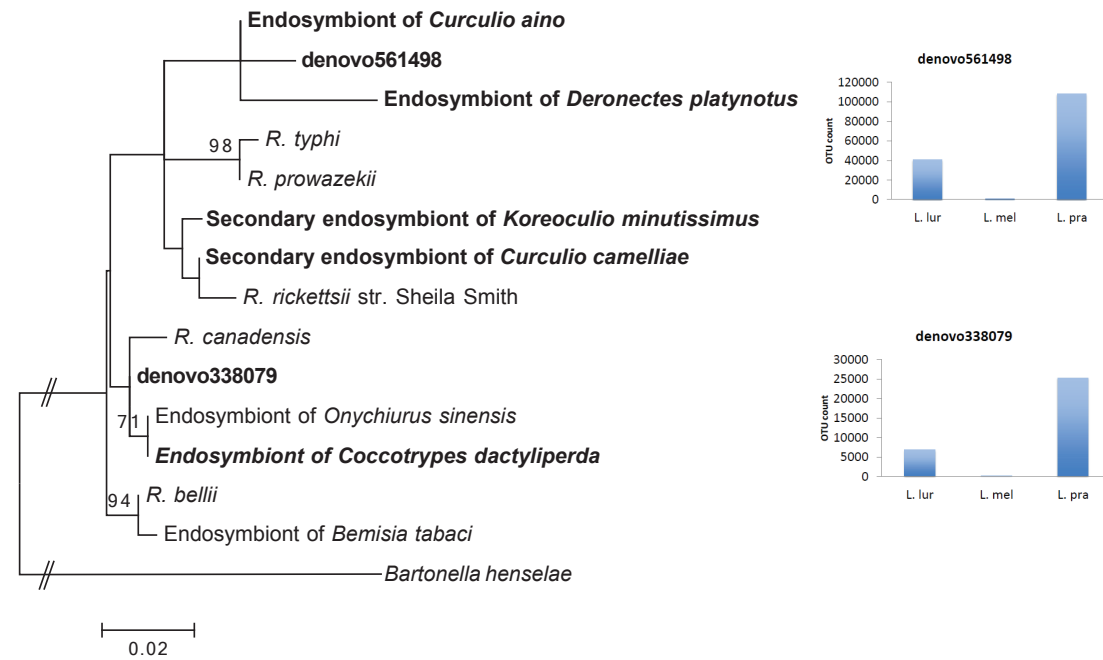 Endosymbiont of Curculio aino
denovo561498
Endosymbiont of Deronectes platynotus
98
R. typhi
R. prowazekii
Secondary endosymbiont of Koreoculio minutissimus
Secondary endosymbiont of Curculio camelliae
R. rickettsii str. Sheila Smith
R. canadensis
denovo338079
71
Endosymbiont of Onychiurus sinensis
Endosymbiont of Coccotrypes dactyliperda
94
R. bellii
Endosymbiont of Bemisia tabaci
Bartonella henselae
0.02
denovo561498
OTU count
120000
100000
80000
60000
40000
20000
0
L. lur L. mel L. pra
denovo338079
OTU count
30000
25000
20000
15000
10000
5000
0
L. lur L. mel L. pra